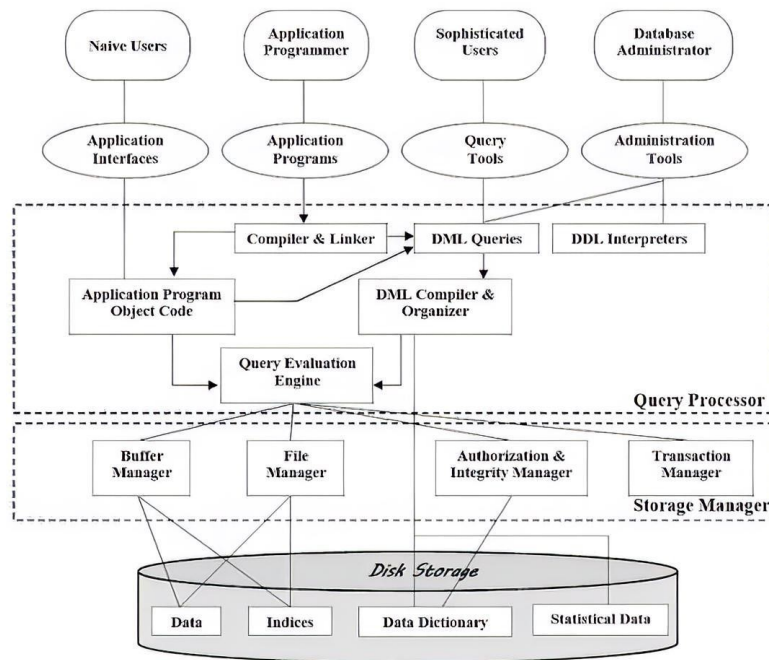 Naive Users
Application
Programmer
Sophisticated
Users
Database
Administrator
Application
Interfaces
Application
Programs
Query
Tools
Administration
Tools
Compiler & Linker
DML Queries
DDL Interpreters
Application Program
Object Code
DML Compiler &
Organizer
Query Evaluation
Engine
Query Processor
Buffer
Manager
File
Manager
Authorization &
Integrity Manager
Transaction
Manager
Storage Manager
Disk Storage
Data
Indices
Data Dictionary
Statistical Data